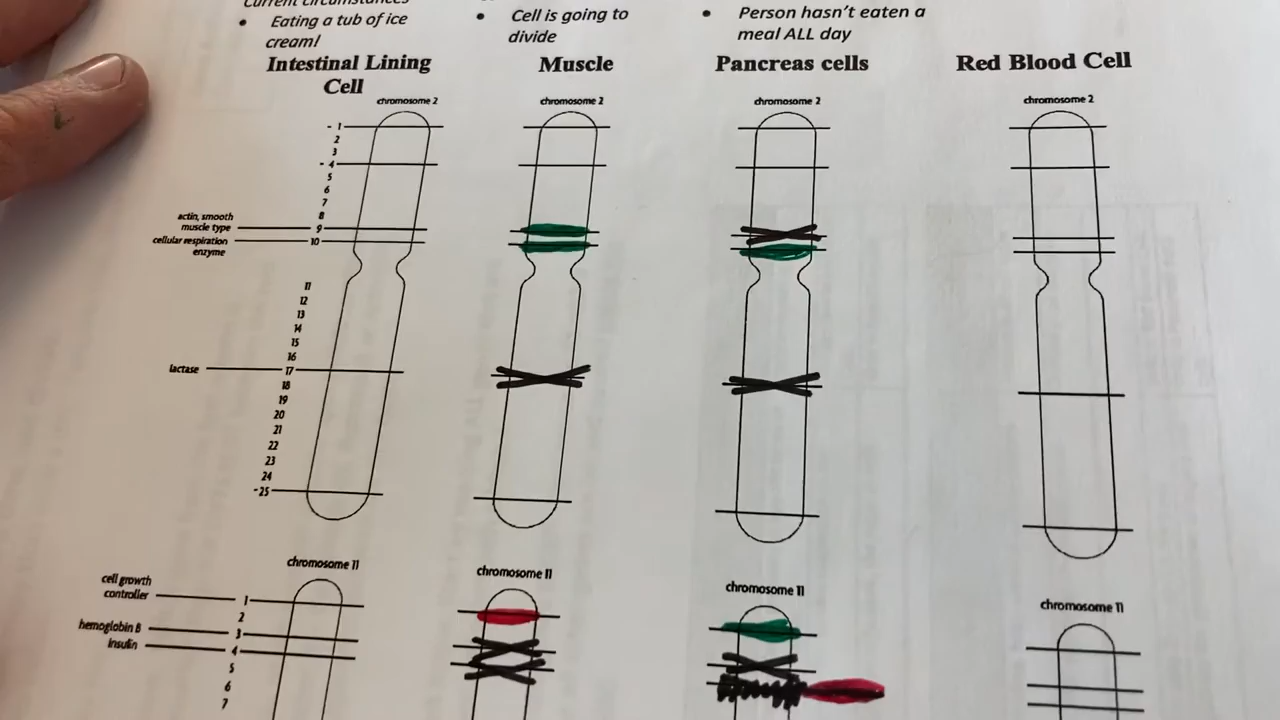 • Eating a tub of ice
cream!
• Cell is going to
divide
• Person hasn't eaten a
meal ALL day
Intestinal Lining
Cell
Muscle
Pancreas cells
Red Blood Cell
chromosome 2
chromosome 2
chromosome 2
chromosome 2
- 1
2
3
- 4
5
6
7
8
actin, smooth
muscle type
9
cellular respiration
enzyme
10
11
12
13
14
15
16
lactase
17
18
19
20
21
22
23
24
-25
chromosome 11
chromosome 11
chromosome 11
chromosome 11
cell growth
controller
1
2
hemoglobin B
3
insulin
4
5
6
7